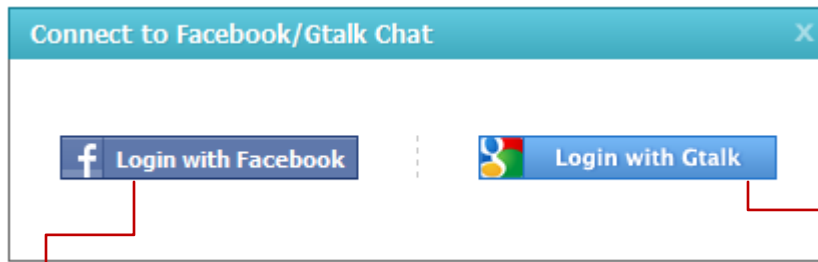 Connect to Facebook/Gtalk Chat
Login with Facebook
Login with Gtalk